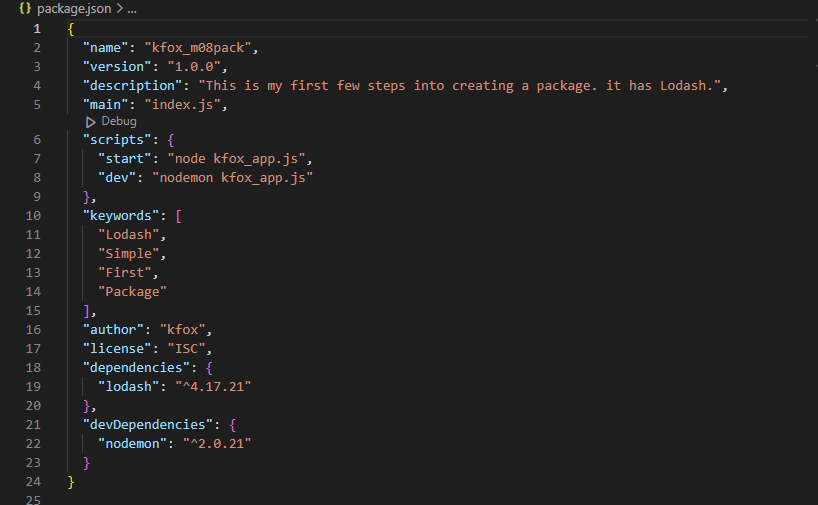 {} package.json > ...
1 {
2 "name": "kfox_m08pack",
3 "version": "1.0.0",
4 "description": "This is my first few steps into creating a package. it has Lodash.",
5 "main": "index.js",
Debug
6 "scripts": {
7 "start": "node kfox_app.js",
8 "dev": "nodemon kfox_app.js"
9 },
10 "keywords": [
11 "Lodash",
12 "Simple",
13 "First",
14 "Package"
15 ],
16 "author": "kfox",
17 "license": "ISC",
18 "dependencies": {
19 "lodash": "^4.17.21"
20 },
21 "devDependencies": {
22 "nodemon": "^2.0.21"
23 }
24 }
25